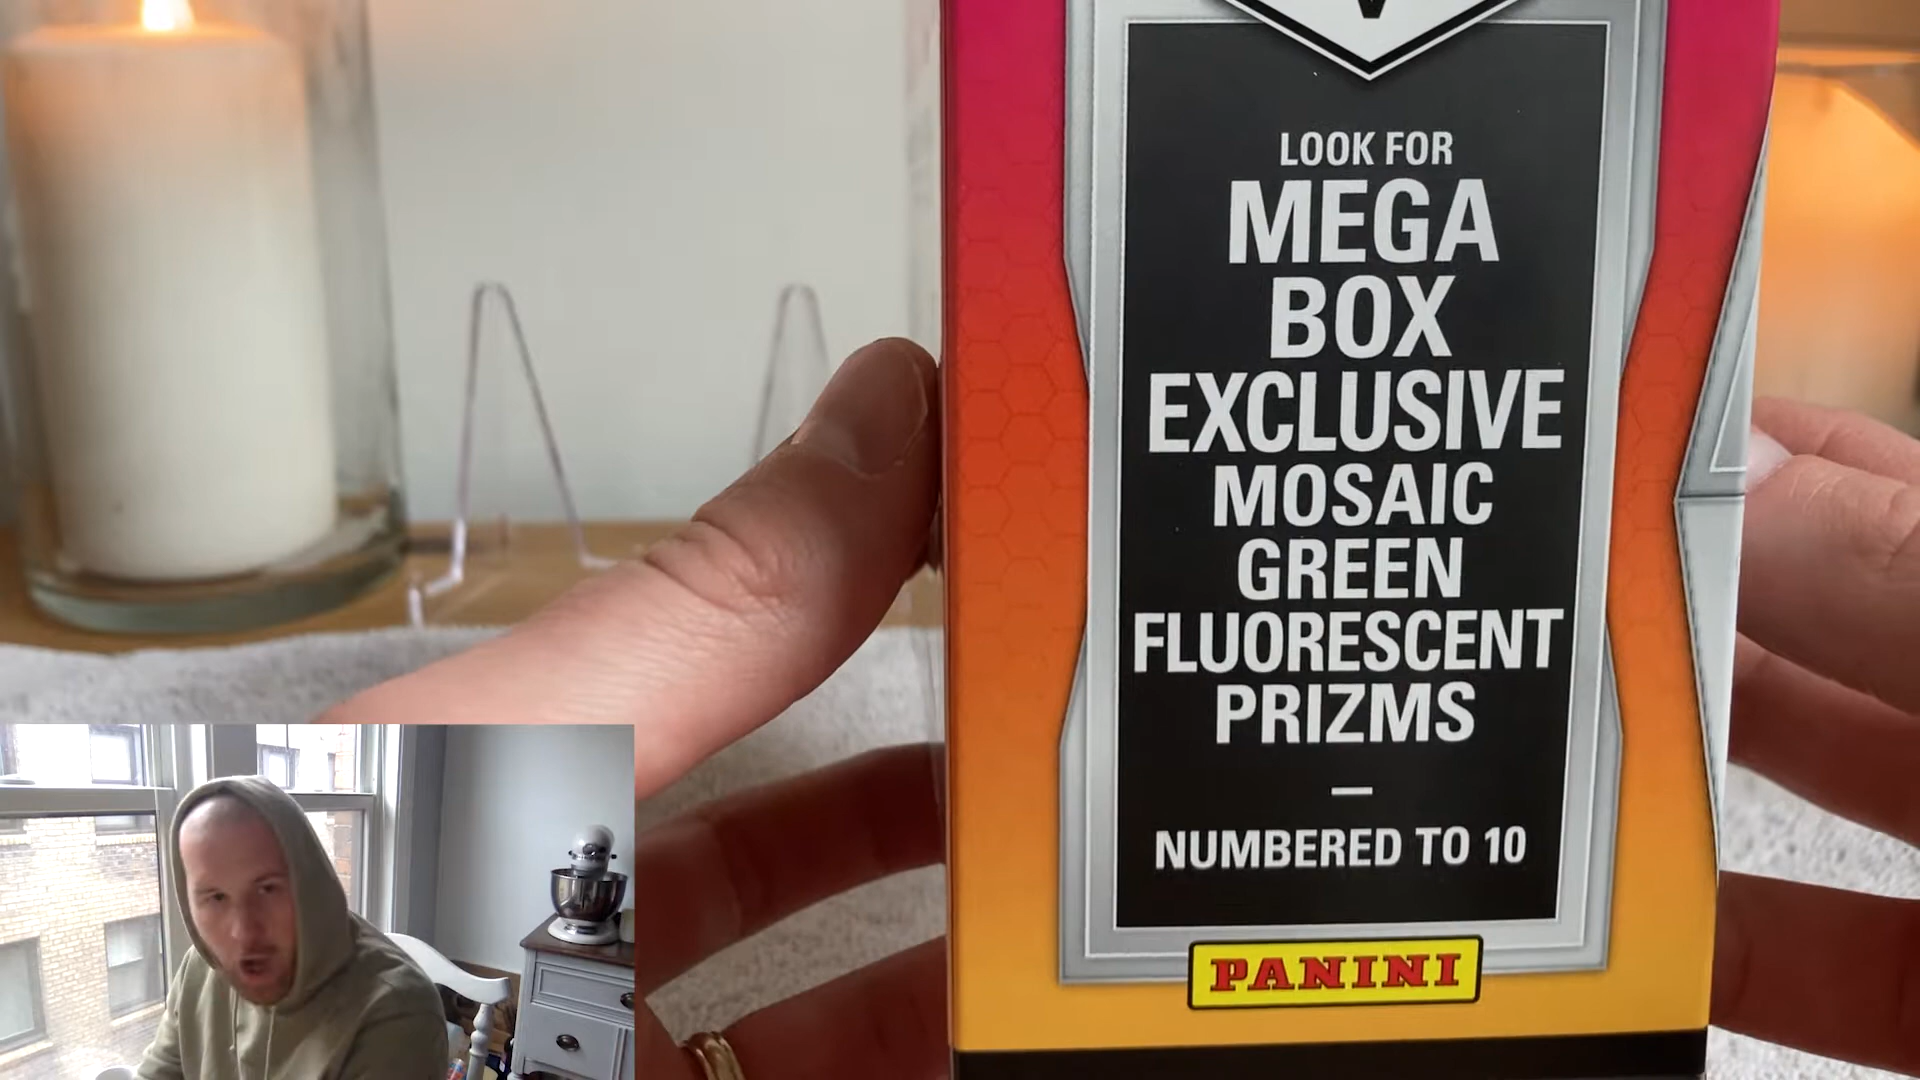 LOOK FOR
MEGA
BOX
EXCLUSIVE
MOSAIC
GREEN
FLUORESCENT
PRIZMS
—
NUMBERED TO 10
PANINI